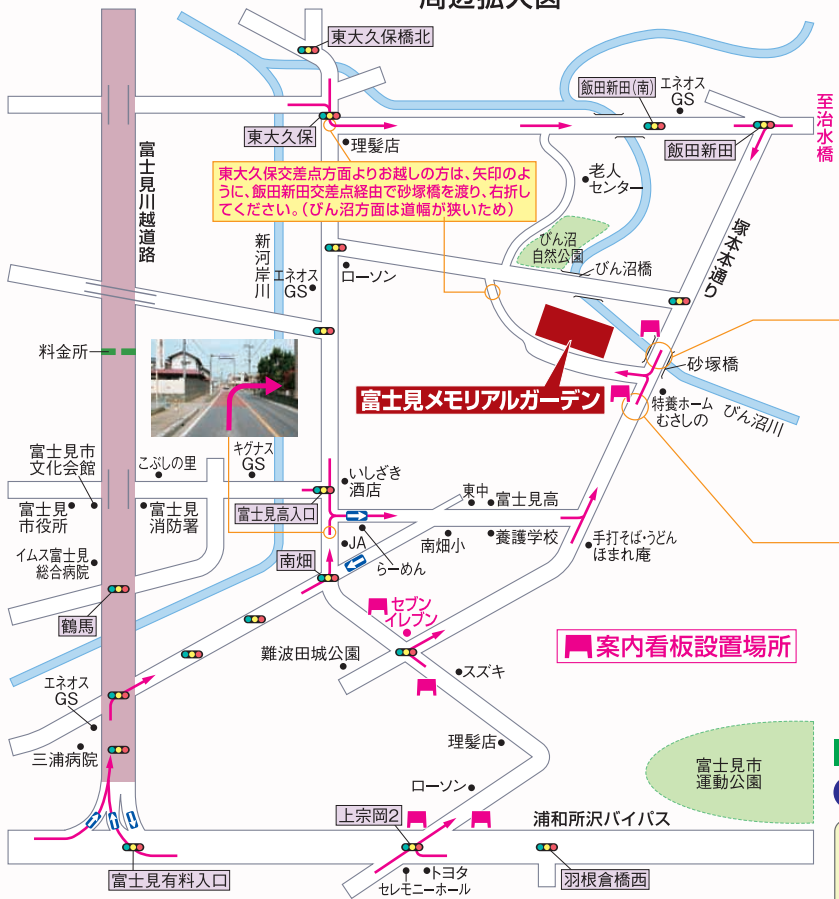 周辺拡大図
東大久保橋北
東大久保
理髪店
飯田新田(南)
エネオス
GS
飯田新田
至治水橋
富士見川越道路
東大久保交差点方面よりお越しの方は、矢印のよ
うに、飯田新田交差点経由で砂塚橋を渡り、右折し
てください。(びん沼方面は道幅が狭いため)
老人
センター
新河岸川
エネオス
GS
ローソン
びん沼
自然公園
びん沼橋
塚本本通り
料金所
砂塚橋
富士見メモリアルガーデン
特養ホーム
むさしの
びん沼川
富士見市
文化会館
こぶしの里
キグナス
GS
いしざき
酒店
富士見
市役所
富士見
消防署
富士見高入口
東中
富士見高
イムス富士見
総合病院
JA
らーめん
南畑小
養護学校
手打そば・うどん
ほまれ庵
南畑
鶴馬
セブン
イレブン
案内看板設置場所
難波田城公園
スズキ
エネオス
GS
三浦病院
理髪店
富士見市
運動公園
ローソン
上宗岡2
浦和所沢バイパス
富士見有料入口
トヨタ
セレモニーホール
羽根倉橋西